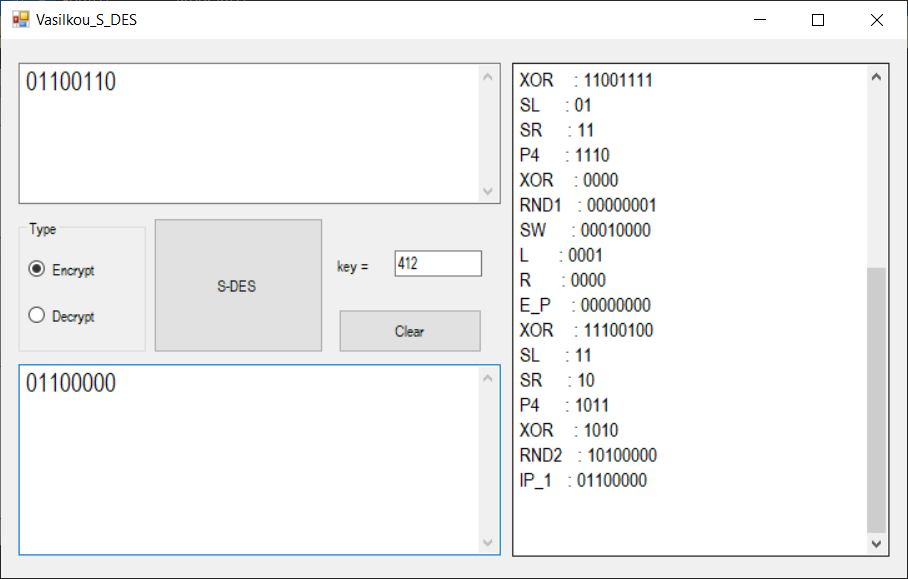 Vasilkou_S_DES
01100110
Type
Encrypt
Decrypt
S-DES
key =
412
Clear
01100000
XOR : 11001111
SL : 01
SR : 11
P4 : 1110
XOR : 0000
RND1 : 00000001
SW : 00010000
L : 0001
R : 0000
E_P : 00000000
XOR : 11100100
SL : 11
SR : 10
P4 : 1011
XOR : 1010
RND2 : 10100000
IP_1 : 01100000